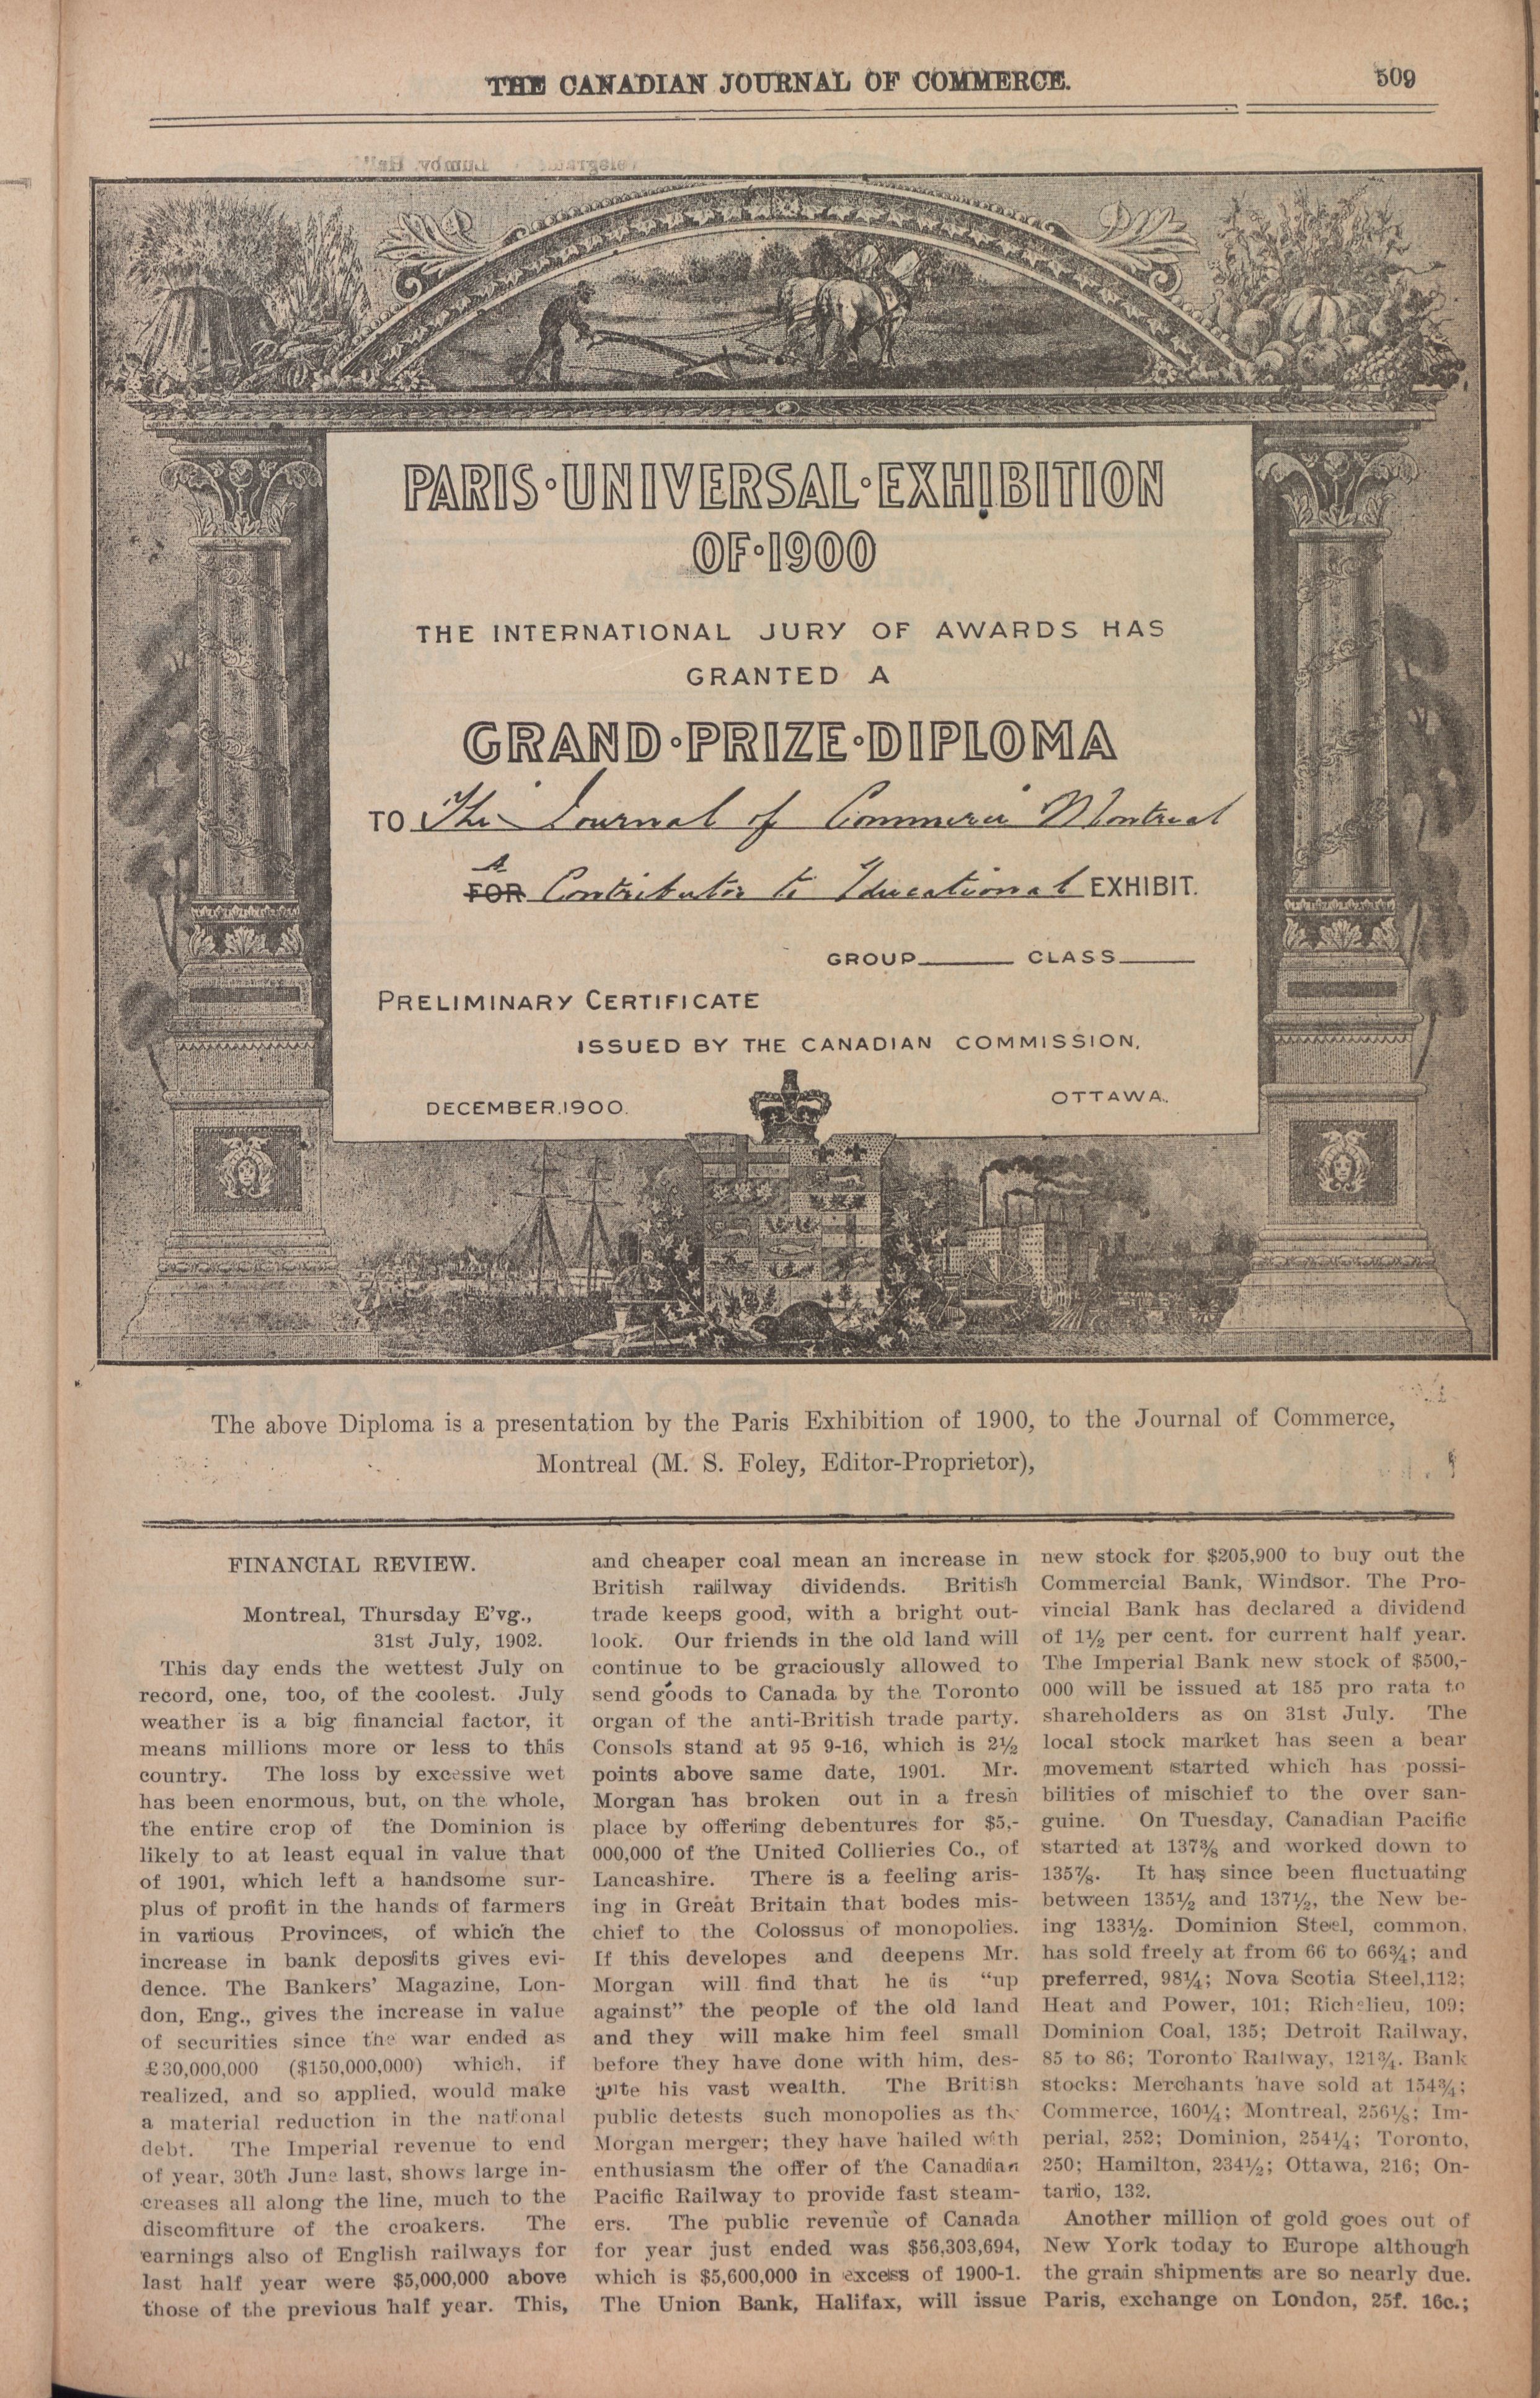 THE CANADIAN JOURNAL OF COMMERCE.
509
PARIS·UNIVERSAL·EXHIBITION
OF·1900
THE INTERNATIONAL JURY OF AWARDS HAS
GRANTED A
GRAND·PRIZE·DIPLOMA
TO The Journal of Commerce Montreal
A
FOR Contributor to Educational EXHIBIT.
GROUP CLASS
PRELIMINARY CERTIFICATE
ISSUED BY THE CANADIAN COMMISSION,
DECEMBER.1900.
OTTAWA.
The above Diploma is a presentation by the Paris Exhibition of 1900, to the Journal of Commerce,
Montreal (M. S. Foley, Editor-Proprietor),
FINANCIAL REVIEW.
Montreal, Thursday E'vg.,
31st July, 1902.
This day ends the wettest July on
record, one, too, of the coolest. July
weather is a big financial factor, it
means millions more or less to this
country. The loss by excessive wet
has been enormous, but, on the whole,
the entire crop of the Dominion is
likely to at least equal in value that
of 1901, which left a handsome sur-
plus of profit in the hands of farmers
in various Provinces, of which the
increase in bank deposits gives evi-
dence. The Bankers' Magazine, Lon-
don, Eng., gives the increase in value
of securities since the war ended as
£30,000,000 ($150,000,000) which, if
realized, and so applied, would make
a material reduction in the national
debt. The Imperial revenue to end
of year, 30th June last, shows large in-
creases all along the line, much to the
discomfiture of the croakers. The
earnings also of English railways for
last half year were $5,000,000 above
those of the previous half year. This,
and cheaper coal mean an increase in
British railway dividends. British
trade keeps good, with a bright out-
look. Our friends in the old land will
continue to be graciously allowed to
send goods to Canada by the Toronto
organ of the anti-British trade party.
Consols stand at 95 9-16, which is 2½
points above same date, 1901. Mr.
Morgan has broken out in a fresh
place by offering debentures for $5,-
000,000 of the United Collieries Co., of
Lancashire. There is a feeling aris-
ing in Great Britain that bodes mis-
chief to the Colossus of monopolies.
If this developes and deepens Mr.
Morgan will find that he is "up
against" the people of the old land
and they will make him feel small
before they have done with him, des-
pite his vast wealth. The British
public detests such monopolies as the
Morgan merger; they have hailed with
enthusiasm the offer of the Canadian
Pacific Railway to provide fast steam-
ers. The public revenue of Canada
for year just ended was $56,303,694,
which is $5,600,000 in excess of 1900-1.
The Union Bank, Halifax, will issue
new stock for $205,900 to buy out the
Commercial Bank, Windsor. The Pro-
vincial Bank has declared a dividend
of 1½ per cent. for current half year.
The Imperial Bank new stock of $500,-
000 will be issued at 185 pro rata to
shareholders as on 31st July. The
local stock market has seen a bear
movement started which has possi-
bilities of mischief to the over san-
guine. On Tuesday, Canadian Pacific
started at 137⅜ and worked down to
135⅞. It has since been fluctuating
between 135½ and 137½, the New be-
ing 133½. Dominion Steel, common,
has sold freely at from 66 to 66¾; and
preferred, 98¼; Nova Scotia Steel,112;
Heat and Power, 101; Richelieu, 109;
Dominion Coal, 135; Detroit Railway,
85 to 86; Toronto Railway, 121¾. Bank
stocks: Merchants have sold at 154¾;
Commerce, 160¼; Montreal, 256⅛; Im-
perial, 252; Dominion, 254¼; Toronto,
250; Hamilton, 234½; Ottawa, 216; On-
tario, 132.
Another million of gold goes out of
New York today to Europe although
the grain shipments are so nearly due.
Paris, exchange on London, 25f. 16c.;